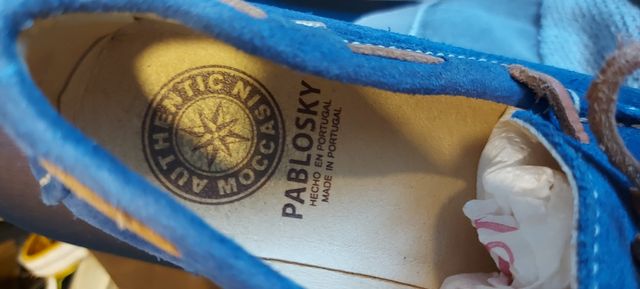 AUTHENTIC
MOCCASIN
PABLOSKY
HECHO EN PORTUGAL
MADE IN PORTUGAL